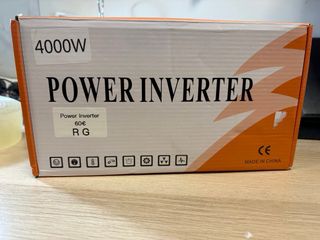 4000W
POWER INVERTER
Power Inverter
60€
R G
CE
MADE IN CHINA